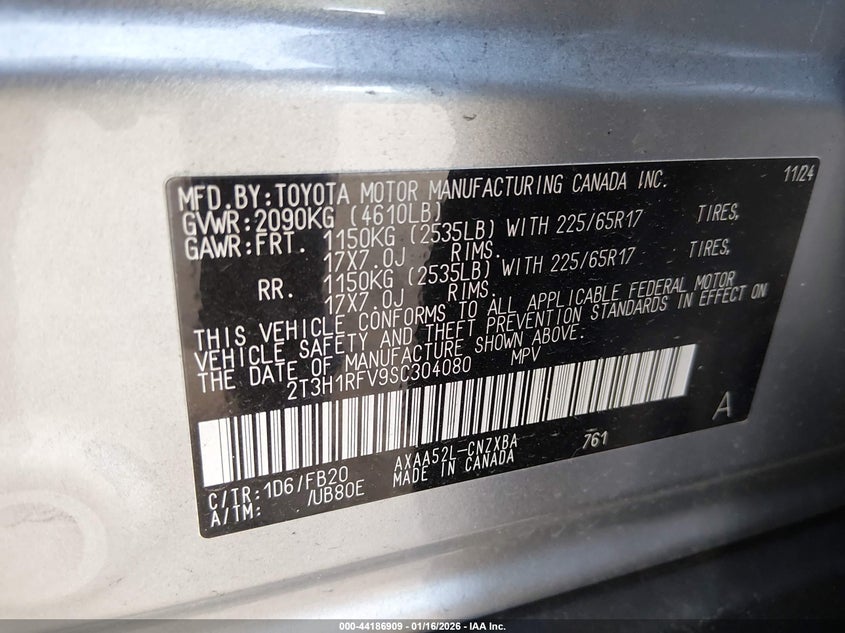 MFD.BY:TOYOTA MOTOR MANUFACTURING CANADA INC. 11/24
GVWR:2090KG (4610LB)
GAWR:FRT. 1150KG (2535LB) WITH 225/65R17 TIRES,
17X7.0J RIMS.
RR. 1150KG (2535LB) WITH 225/65R17 TIRES,
17X7.0J RIMS.
THIS VEHICLE CONFORMS TO ALL APPLICABLE FEDERAL MOTOR
VEHICLE SAFETY AND THEFT PREVENTION STANDARDS IN EFFECT ON
THE DATE OF MANUFACTURE SHOWN ABOVE.
2T3H1RFV9SC304080 MPV
A
C/TR:1D6/FB20 AXAA52L-CNZXBA 761
A/TM: /UB80E MADE IN CANADA
000-44186909 - 01/16/2026 - IAA Inc.